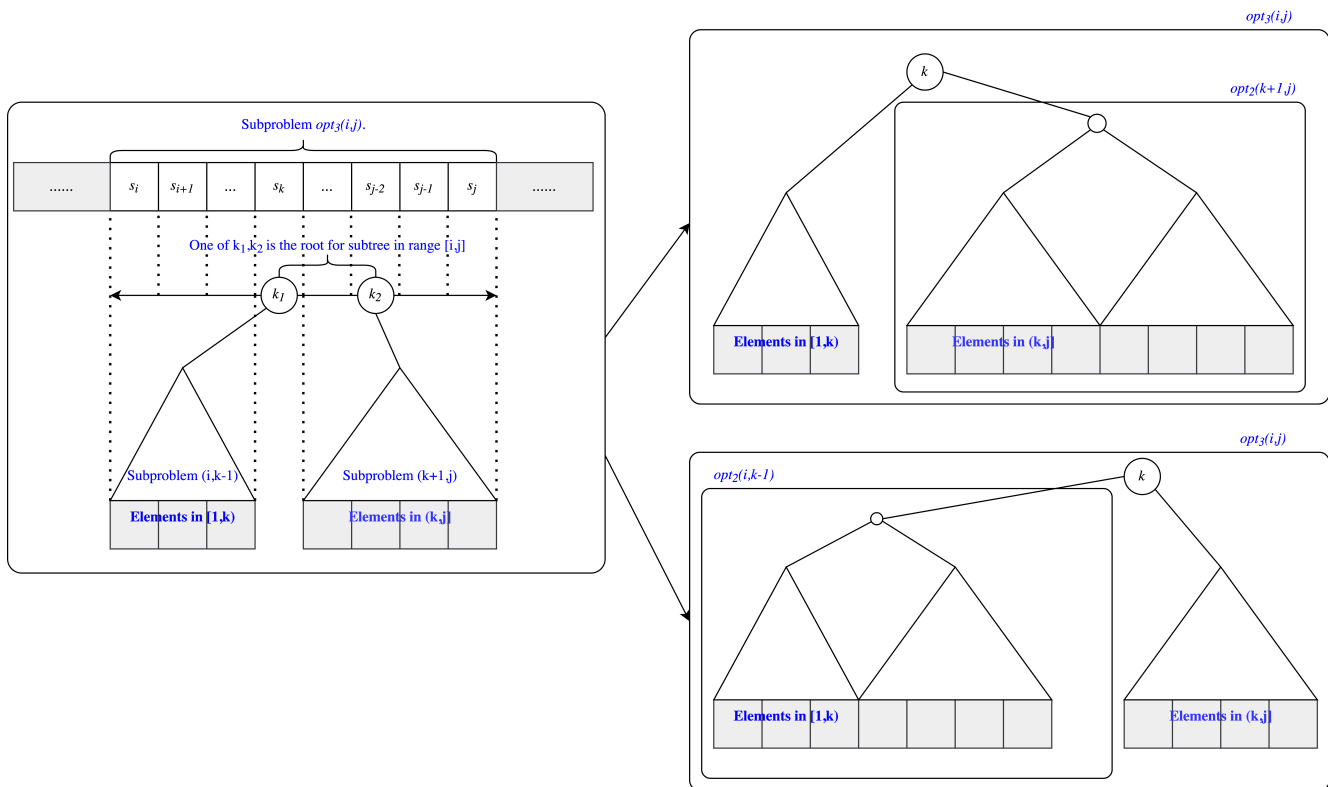 Subproblem opt3(i,j).
...... si si+1 ... sk ... sj-2 sj-1 sj ......
One of k1,k2 is the root for subtree in range [i,j]
k1 k2
Subproblem (i,k-1) Subproblem (k+1,j)
Elements in [1,k) Elements in (k,j]
opt3(i,j)
k
opt2(k+1,j)
Elements in [1,k) Elements in (k,j]
opt3(i,j)
opt2(i,k-1)
k
Elements in [1,k) Elements in (k,j]